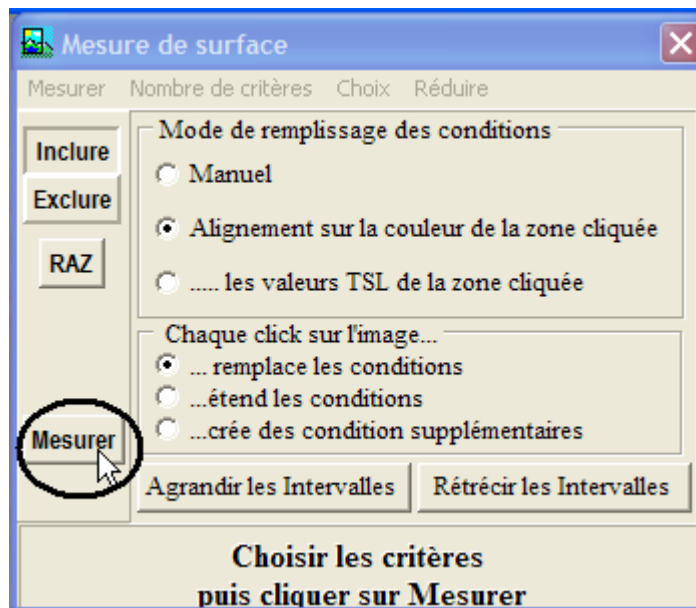 Mesure de surface
Mesurer Nombre de critères Choix Réduire
Inclure
Exclure
RAZ
Mesurer
Mode de remplissage des conditions
Manuel
Alignement sur la couleur de la zone cliquée
..... les valeurs TSL de la zone cliquée
Chaque click sur l'image...
... remplace les conditions
...étend les conditions
...crée des condition supplémentaires
Agrandir les Intervalles Rétrécir les Intervalles
Choisir les critères
puis cliquer sur Mesurer